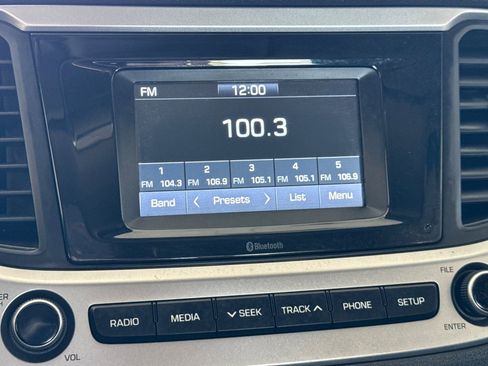 FM 12:00
100.3
1 2 3 4 5
FM 104.3 FM 106.9 FM 105.1 FM 105.1 FM 106.9
Band < Presets > List Menu
Bluetooth
FILE
RADIO MEDIA SEEK TRACK PHONE SETUP
VOL ENTER